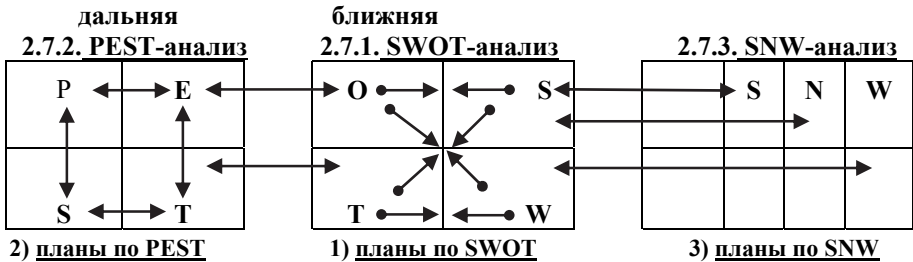 дальняя ближняя
2.7.2. PEST-анализ 2.7.1. SWOT-анализ 2.7.3. SNW-анализ
P E O S S N W
S T T W
2) планы по PEST 1) планы по SWOT 3) планы по SNW